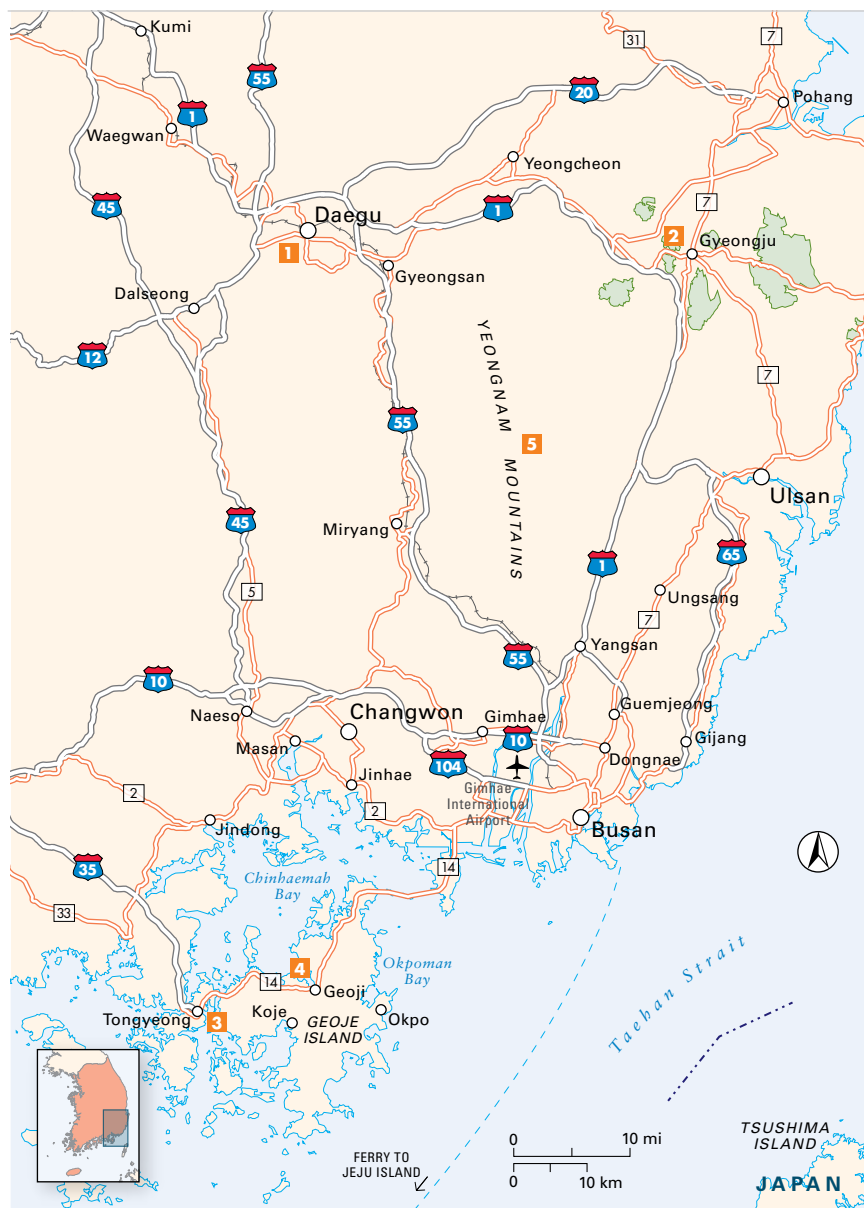 Kumi
55
31
7
1
20
Pohang
Waegwan
Yeongcheon
45
1
7
Daegu
2
Gyeongju
1
Gyeongsan
Dalseong
12
7
55
YEONGNAM MOUNTAINS
5
Ulsan
45
Miryang
65
1
5
Ungsang
7
Yangsan
55
10
Guemjeong
Naeso
Changwon
Gimhae
10
Gijang
Masan
Dongnae
104
Jinhae
Gimhae
International
Airport
2
2
Jindong
Busan
14
35
Chinhaemah
Bay
33
Okpoman
Bay
4
14
Geoji
Taehan Strait
Tongyeong
3
Koje
GEOJE
ISLAND
Okpo
FERRY TO
JEJU ISLAND
0
10 mi
0
10 km
TSUSHIMA
ISLAND
JAPAN